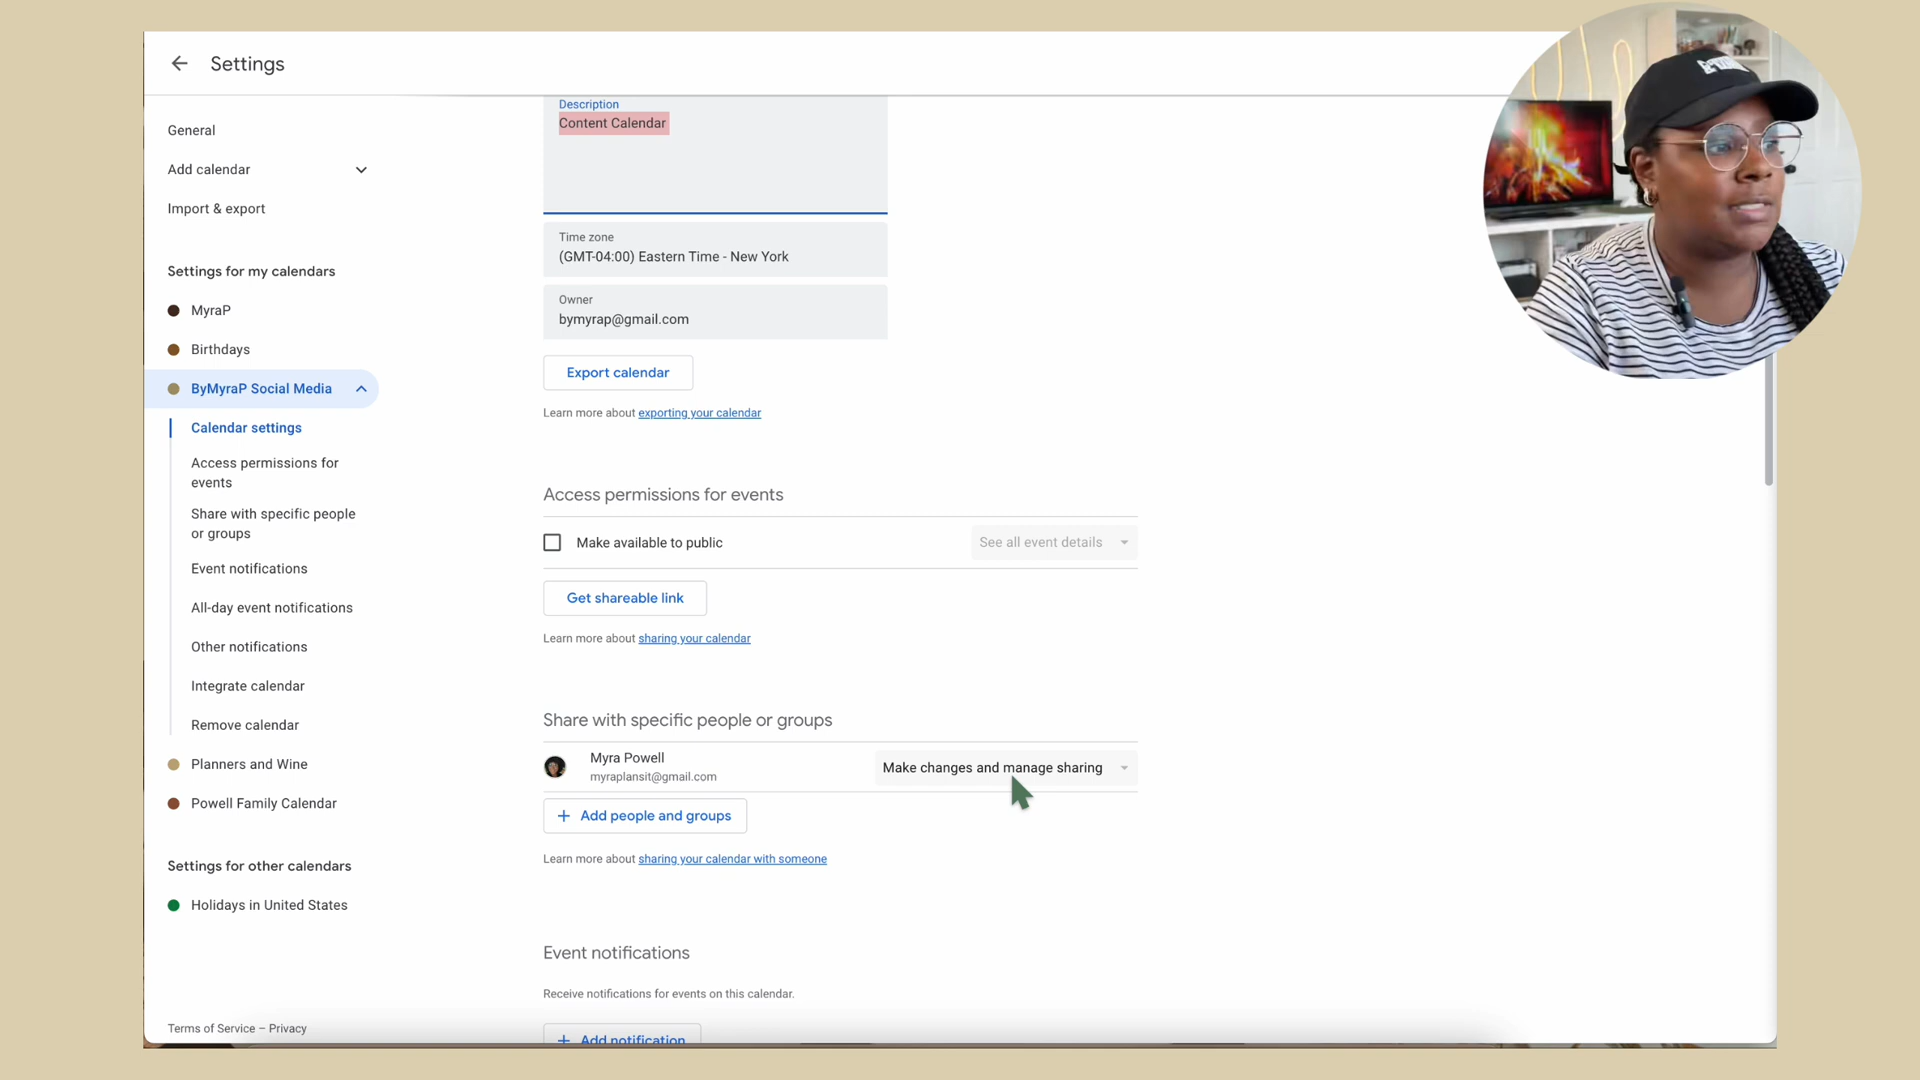 Settings
General
Add calendar
Import & export
Settings for my calendars
MyraP
Birthdays
ByMyraP Social Media
Calendar settings
Access permissions for
events
Share with specific people
or groups
Event notifications
All-day event notifications
Other notifications
Integrate calendar
Remove calendar
Planners and Wine
Powell Family Calendar
Settings for other calendars
Holidays in United States
Terms of Service – Privacy
Description
Content Calendar
Time zone
(GMT-04:00) Eastern Time - New York
Owner
bymyrap@gmail.com
Export calendar
Learn more about exporting your calendar
Access permissions for events
Make available to public
See all event details
Get shareable link
Learn more about sharing your calendar
Share with specific people or groups
Myra Powell
myraplansit@gmail.com
Make changes and manage sharing
+ Add people and groups
Learn more about sharing your calendar with someone
Event notifications
Receive notifications for events on this calendar.
+ Add notification